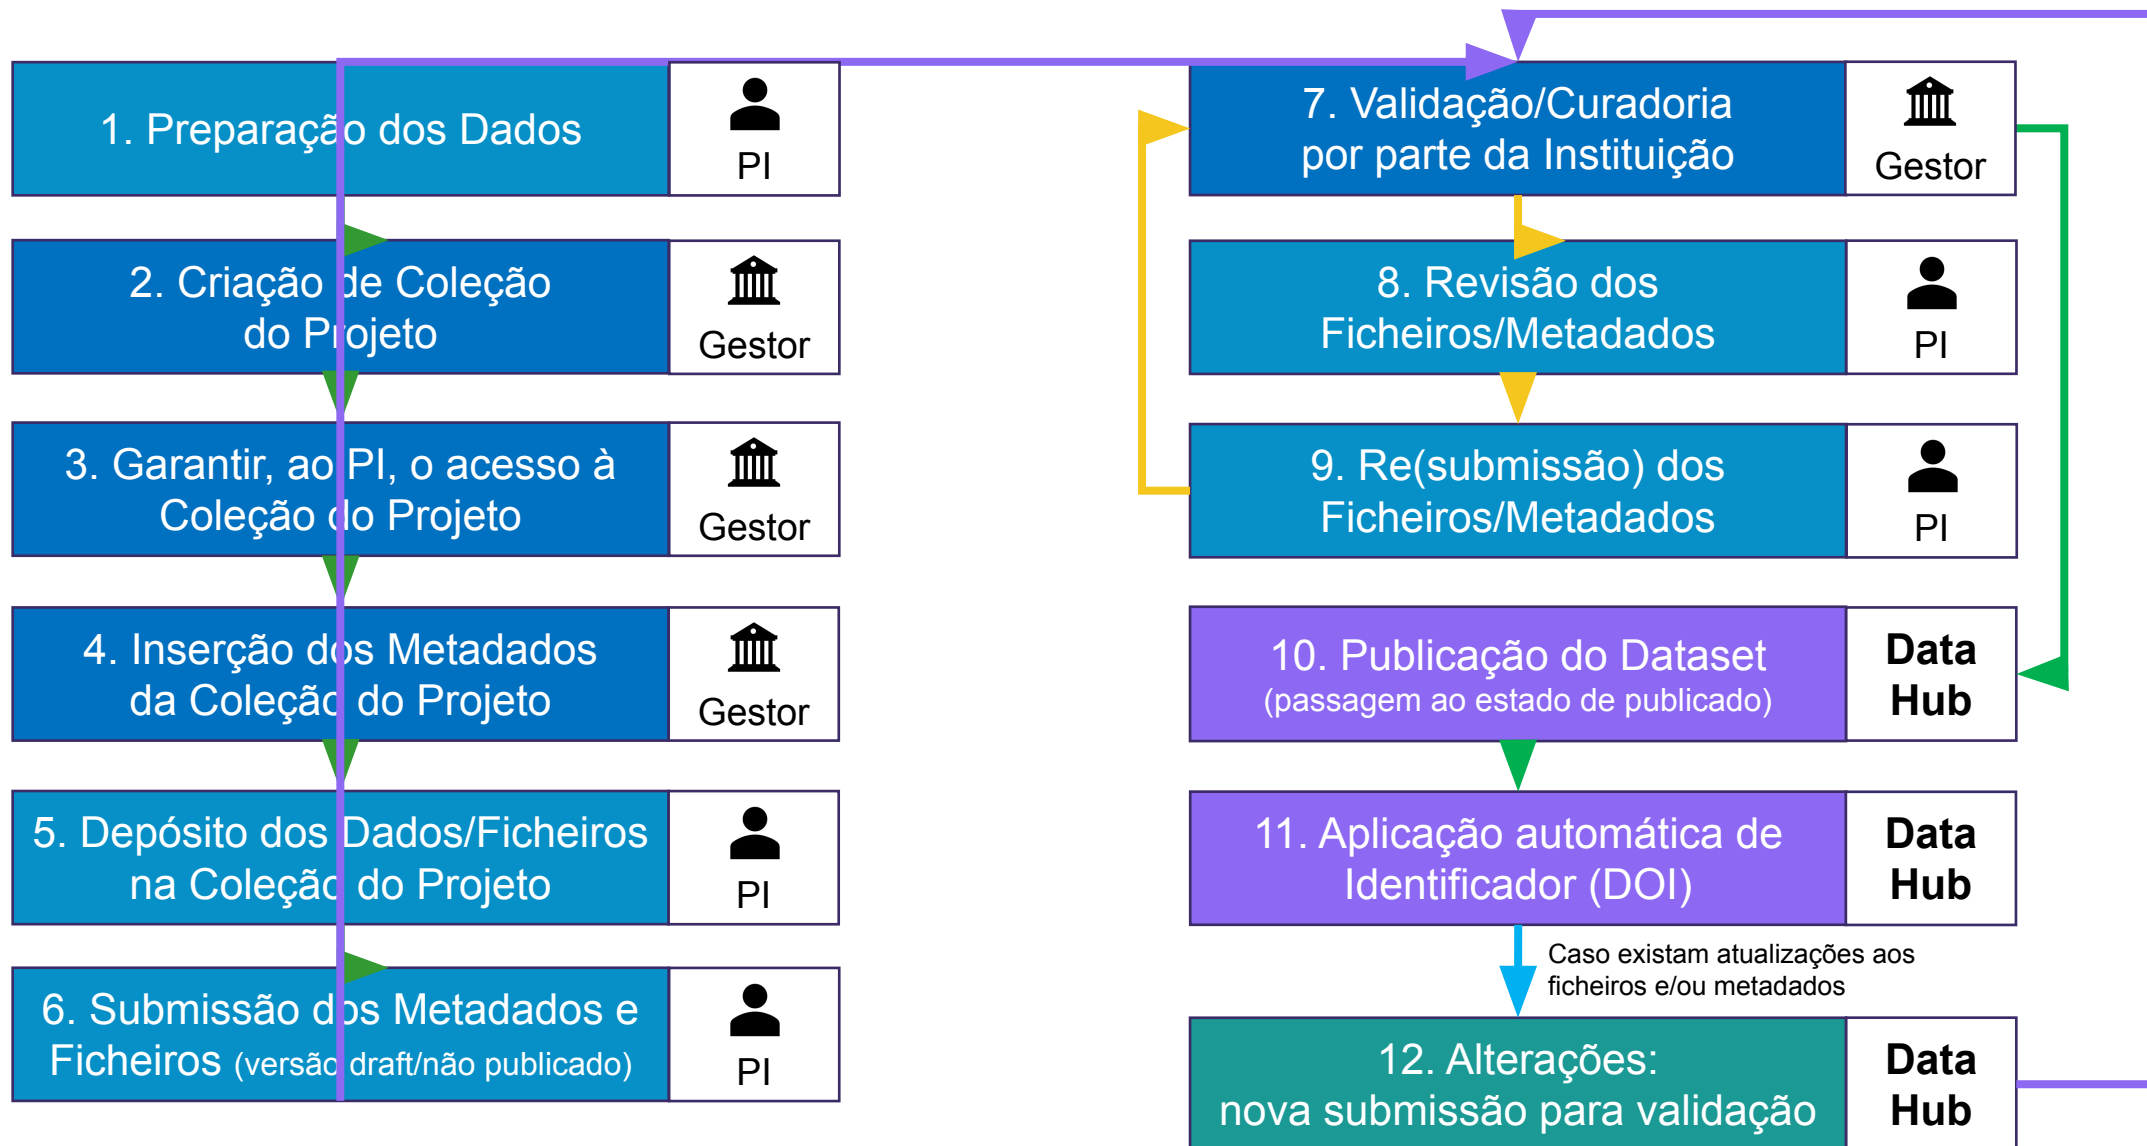 1. Preparação dos Dados
PI
2. Criação de Coleção
do Projeto
Gestor
3. Garantir, ao PI, o acesso à
Coleção do Projeto
Gestor
4. Inserção dos Metadados
da Coleção do Projeto
Gestor
5. Depósito dos Dados/Ficheiros
na Coleção do Projeto
PI
6. Submissão dos Metadados e
Ficheiros (versão draft/não publicado)
PI
7. Validação/Curadoria
por parte da Instituição
Gestor
8. Revisão dos
Ficheiros/Metadados
PI
9. Re(submissão) dos
Ficheiros/Metadados
PI
10. Publicação do Dataset
(passagem ao estado de publicado)
Data
Hub
11. Aplicação automática de
Identificador (DOI)
Data
Hub
Caso existam atualizações aos
ficheiros e/ou metadados
12. Alterações:
nova submissão para validação
Data
Hub